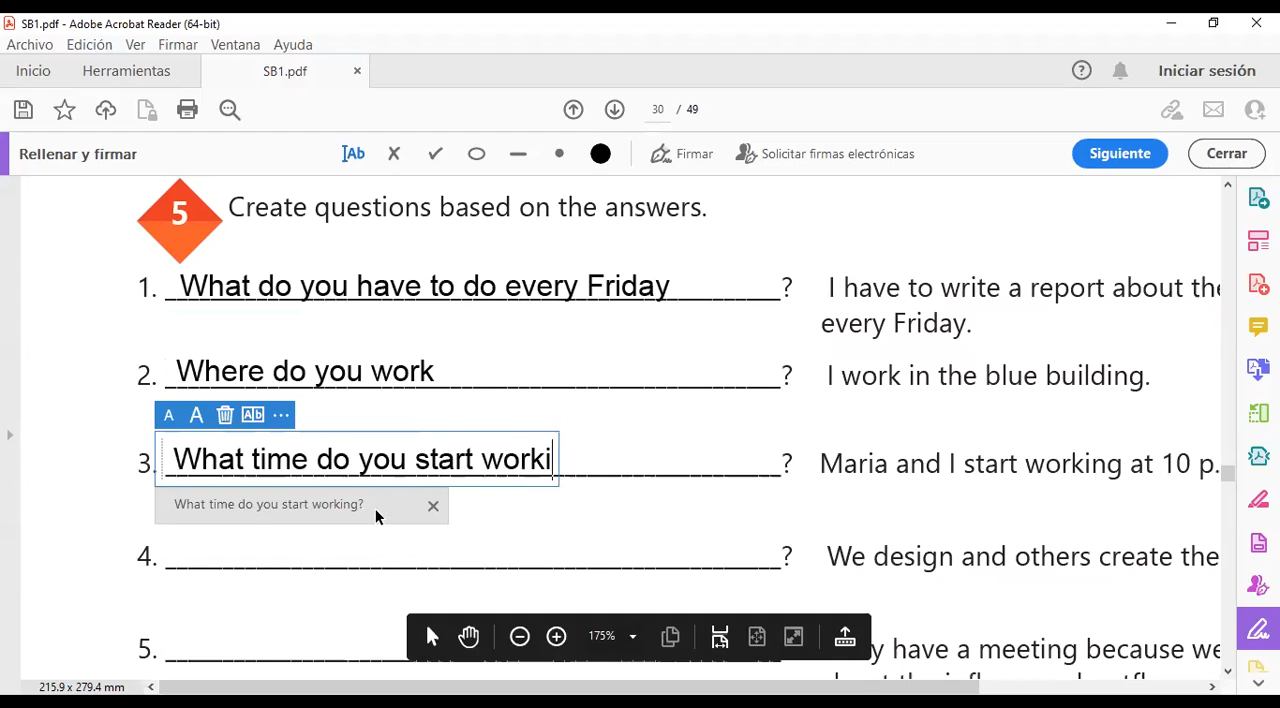 SB1.pdf - Adobe Acrobat Reader (64-bit)
Archivo Edición Ver Firmar Ventana Ayuda
Inicio Herramientas SB1.pdf × Iniciar sesión
30 / 49
Rellenar y firmar Ab Firmar Solicitar firmas electrónicas Siguiente Cerrar
5 Create questions based on the answers.
1. What do you have to do every Friday ? I have to write a report about the
every Friday.
2. Where do you work ? I work in the blue building.
A A Ab ...
3. What time do you start worki ? Maria and I start working at 10 p.
What time do you start working?
4. ? We design and others create the
175%
5. y have a meeting because we
215.9 x 279.4 mm